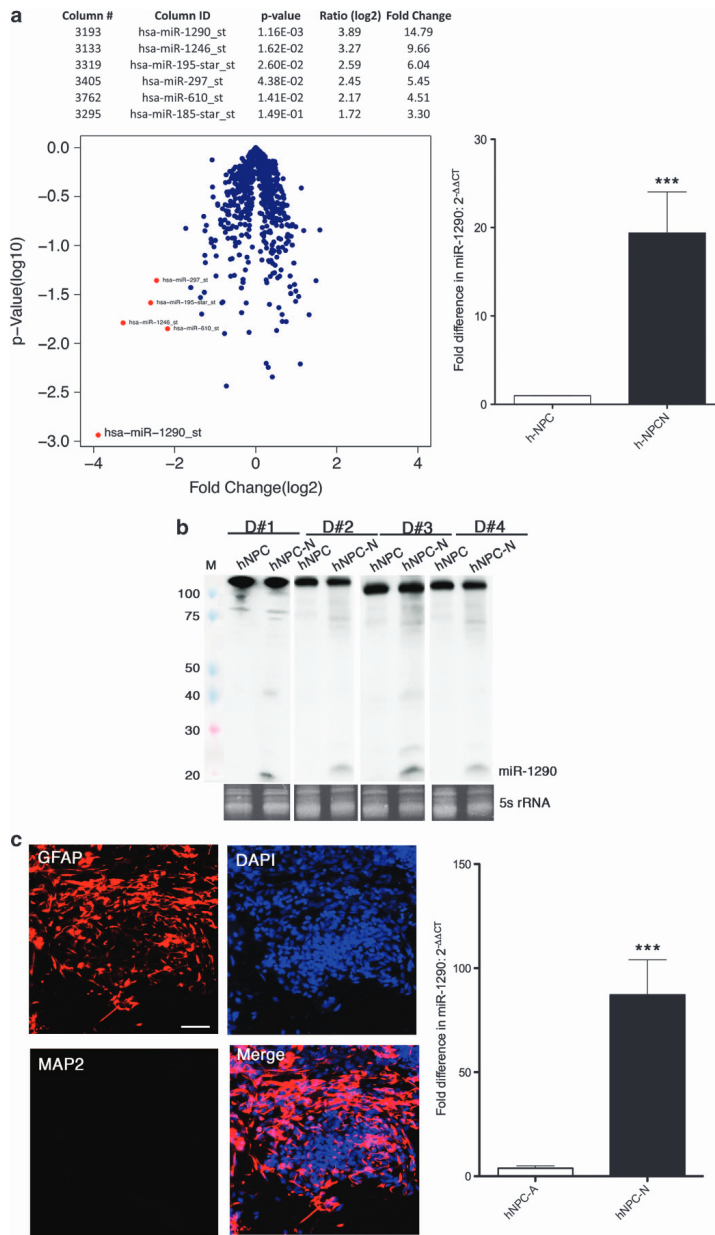 a
Column # Column ID p-value Ratio (log2) Fold Change
3193 hsa-miR-1290_st 1.16E-03 3.89 14.79
3133 hsa-miR-1246_st 1.62E-02 3.27 9.66
3319 hsa-miR-195-star_st 2.60E-02 2.59 6.04
3405 hsa-miR-297_st 4.38E-02 2.45 5.45
3762 hsa-miR-610_st 1.41E-02 2.17 4.51
3295 hsa-miR-185-star_st 1.49E-01 1.72 3.30
p-Value(log10)
0.0
−0.5
−1.0
−1.5
−2.0
−2.5
−3.0
hsa−miR−297_st
hsa−miR−195−star_st
hsa−miR−1246_st
hsa−miR−610_st
hsa−miR−1290_st
−4 −2 0 2 4
Fold Change(log2)
Fold difference in miR-1290: 2-ΔΔCT
30
20
10
0
***
h-NPC
h-NPCN
b
D#1 D#2 D#3 D#4
M hNPC hNPC-N hNPC hNPC-N hNPC hNPC-N hNPC hNPC-N
100
75
50
40
30
20
miR-1290
5s rRNA
c
GFAP
DAPI
MAP2
Merge
Fold difference in miR-1290: 2-ΔΔCT
150
100
50
0
***
hNPC-A
hNPC-N